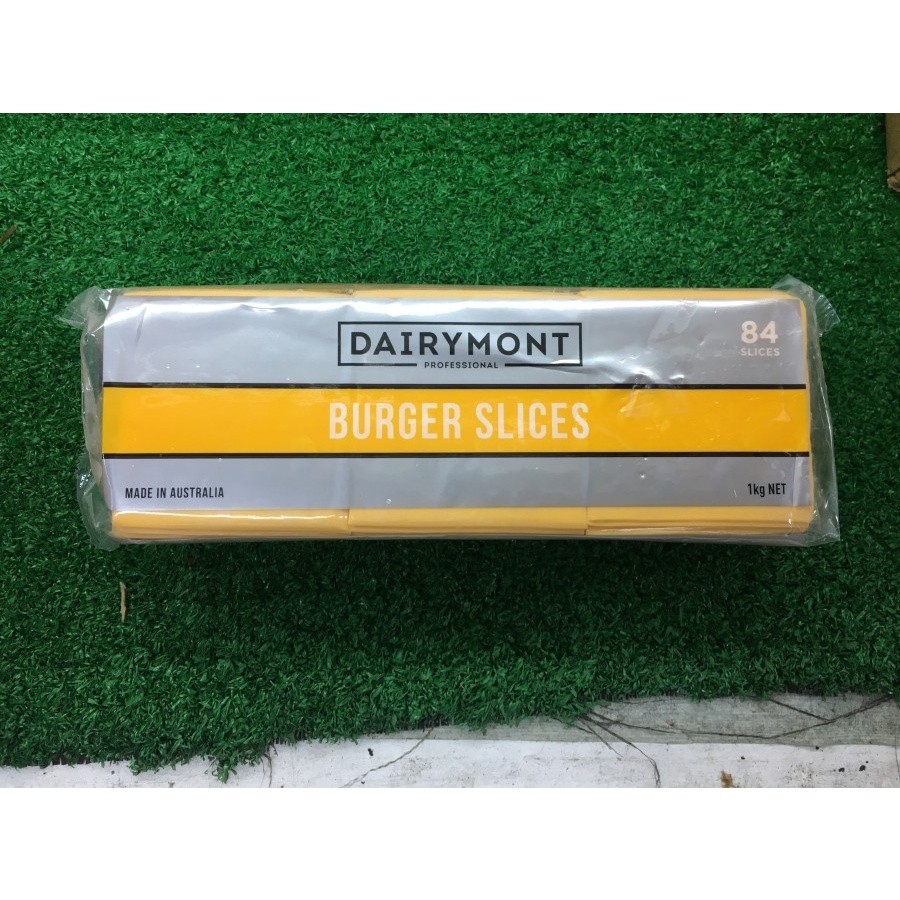 84
SLICES
DAIRYMONT
PROFESSIONAL
BURGER SLICES
MADE IN AUSTRALIA
1kg NET